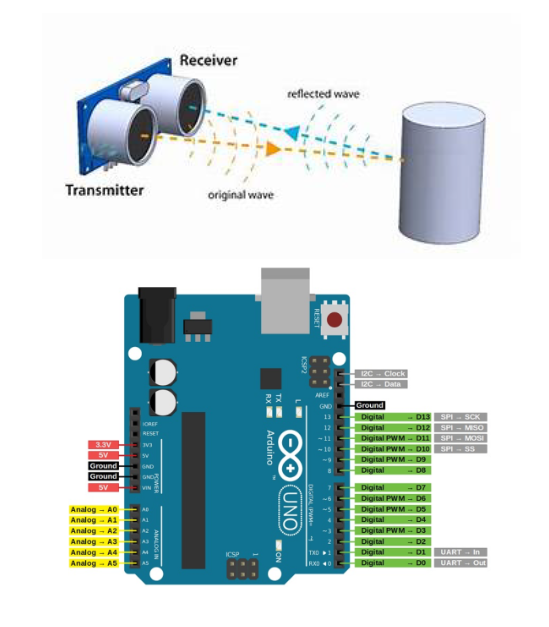 Receiver
reflected wave
Transmitter
original wave
RESET
ICSP2
I2C → Clock
I2C → Data
AREF
GND
Ground
RX
TX
L
13
Digital → D13
SPI → SCK
12
Digital → D12
SPI → MISO
~11
Digital PWM → D11
SPI → MOSI
~10
Digital PWM → D10
SPI → SS
~9
Digital PWM → D9
8
Digital → D8
7
Digital → D7
~6
Digital PWM → D6
~5
Digital PWM → D5
4
Digital → D4
~3
Digital PWM → D3
2
Digital → D2
TX0 ▸ 1
Digital → D1
UART → In
RX0 ◂ 0
Digital → D0
UART → Out
IOREF
RESET
3.3V
3V3
5V
5V
Ground
GND
Ground
GND
5V
VIN
POWER
Analog → A0
A0
Analog → A1
A1
Analog → A2
A2
Analog → A3
A3
Analog → A4
A4
Analog → A5
A5
ANALOG IN
Arduino
UNO
DIGITAL (PWM~)
ICSP
1
ON